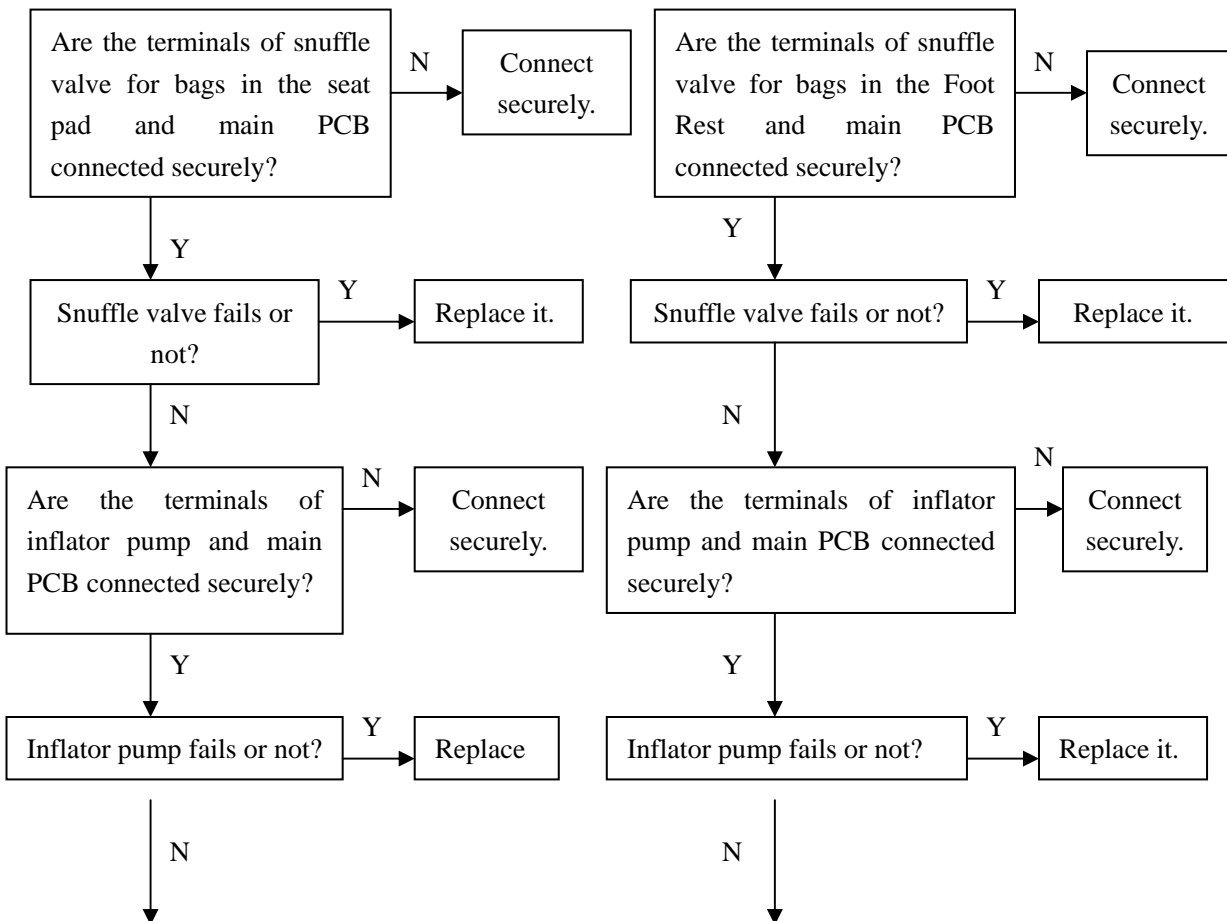 Are the terminals of snuffle
valve for bags in the seat
pad and main PCB
connected securely?
N
Connect
securely.
Y
Snuffle valve fails or
not?
Y
Replace it.
N
Are the terminals of
inflator pump and main
PCB connected securely?
N
Connect
securely.
Y
Inflator pump fails or not?
Y
Replace
N
Are the terminals of snuffle
valve for bags in the Foot
Rest and main PCB
connected securely?
N
Connect
securely.
Y
Snuffle valve fails or not?
Y
Replace it.
N
Are the terminals of inflator
pump and main PCB connected
securely?
N
Connect
securely.
Y
Inflator pump fails or not?
Y
Replace it.
N